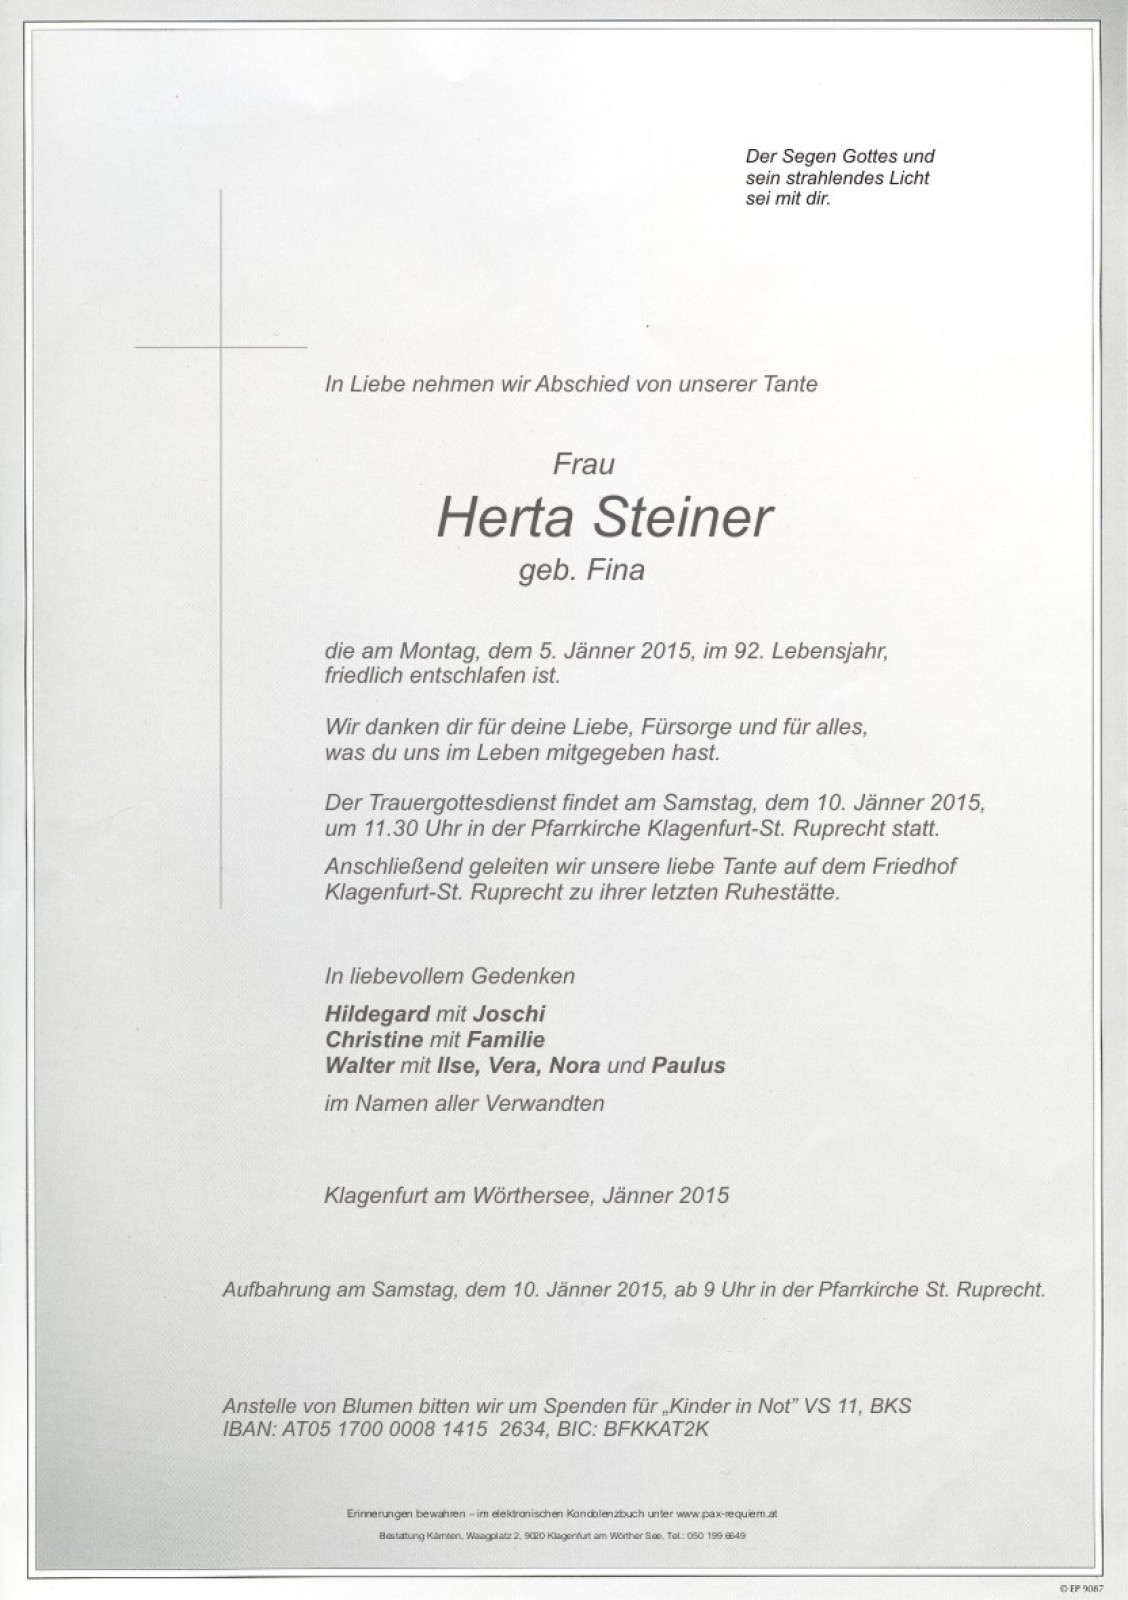 Der Segen Gottes und
sein strahlendes Licht
sei mit dir.
In Liebe nehmen wir Abschied von unserer Tante
Frau
Herta Steiner
geb. Fina
die am Montag, dem 5. Jänner 2015, im 92. Lebensjahr,
friedlich entschlafen ist.
Wir danken dir für deine Liebe, Fürsorge und für alles,
was du uns im Leben mitgegeben hast.
Der Trauergottesdienst findet am Samstag, dem 10. Jänner 2015,
um 11.30 Uhr in der Pfarrkirche Klagenfurt-St. Ruprecht statt.
Anschließend geleiten wir unsere liebe Tante auf dem Friedhof
Klagenfurt-St. Ruprecht zu ihrer letzten Ruhestätte.
In liebevollem Gedenken
Hildegard mit Joschi
Christine mit Familie
Walter mit Ilse, Vera, Nora und Paulus
im Namen aller Verwandten
Klagenfurt am Wörthersee, Jänner 2015
Aufbahrung am Samstag, dem 10. Jänner 2015, ab 9 Uhr in der Pfarrkirche St. Ruprecht.
Anstelle von Blumen bitten wir um Spenden für „Kinder in Not” VS 11, BKS
IBAN: AT05 1700 0008 1415 2634, BIC: BFKKAT2K
Erinnerungen bewahren – im elektronischen Kondolenzbuch unter www.pax-requiem.at
Bestattung Kärnten, Waagplatz 2, 9020 Klagenfurt am Wörther See, Tel.: 050 199 6649
© EP 9087